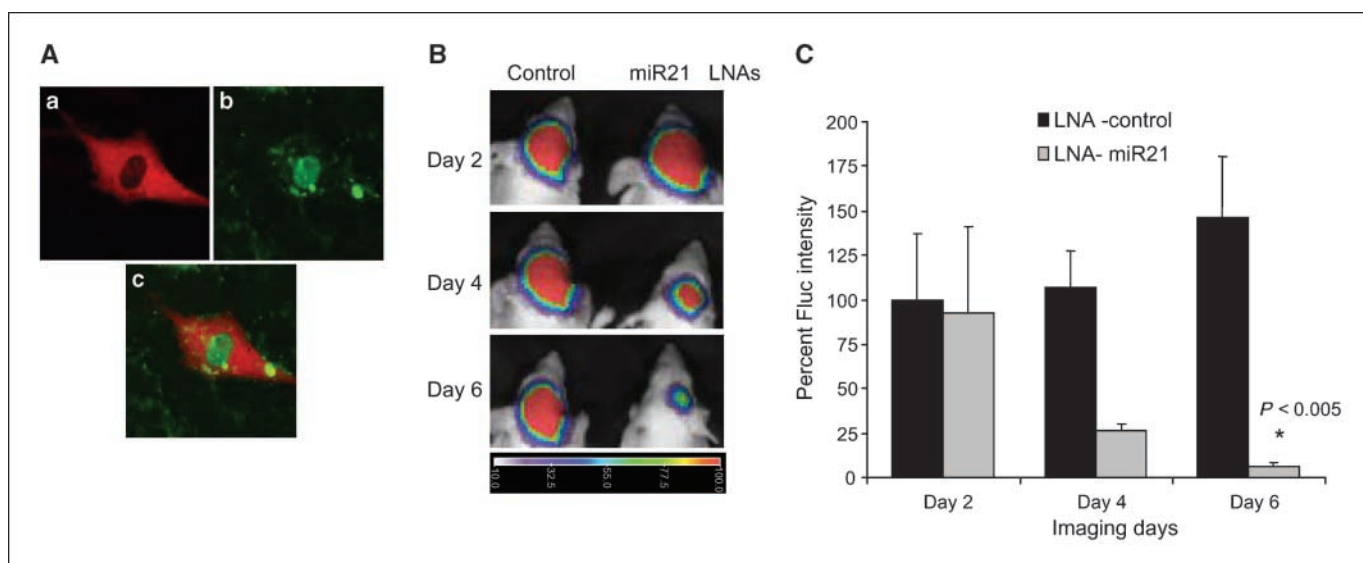 A
a
b
c
B
Control miR21 LNAs
Day 2
Day 4
Day 6
10.0 32.5 55.0 77.5 100.0
C
LNA -control
LNA- miR21
Percent Fluc intensity
200
175
150
125
100
75
50
25
0
P < 0.005
*
Day 2 Day 4 Day 6
Imaging days